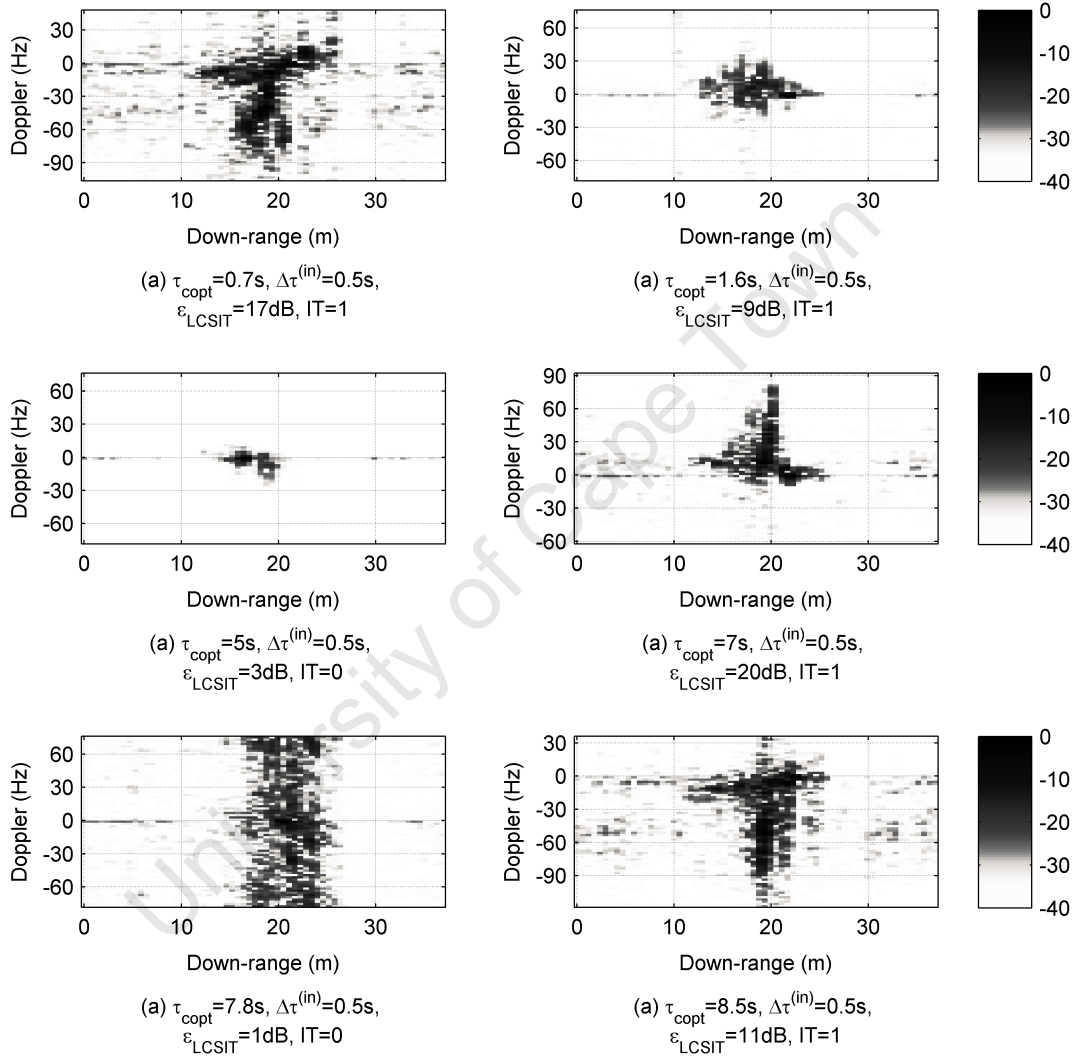 30
0
-30
-60
-90
Doppler (Hz)
0 10 20 30
Down-range (m)
(a) τcopt=0.7s, Δτ(in)=0.5s,
εLCSIT=17dB, IT=1
60
30
0
-30
-60
Doppler (Hz)
0 10 20 30
Down-range (m)
(a) τcopt=1.6s, Δτ(in)=0.5s,
εLCSIT=9dB, IT=1
0
-10
-20
-30
-40
60
30
0
-30
-60
Doppler (Hz)
0 10 20 30
Down-range (m)
(a) τcopt=5s, Δτ(in)=0.5s,
εLCSIT=3dB, IT=0
90
60
30
0
-30
-60
Doppler (Hz)
0 10 20 30
Down-range (m)
(a) τcopt=7s, Δτ(in)=0.5s,
εLCSIT=20dB, IT=1
0
-10
-20
-30
-40
60
30
0
-30
-60
Doppler (Hz)
0 10 20 30
Down-range (m)
(a) τcopt=7.8s, Δτ(in)=0.5s,
εLCSIT=1dB, IT=0
30
0
-30
-60
-90
Doppler (Hz)
0 10 20 30
Down-range (m)
(a) τcopt=8.5s, Δτ(in)=0.5s,
εLCSIT=11dB, IT=1
0
-10
-20
-30
-40
University of Cape Town